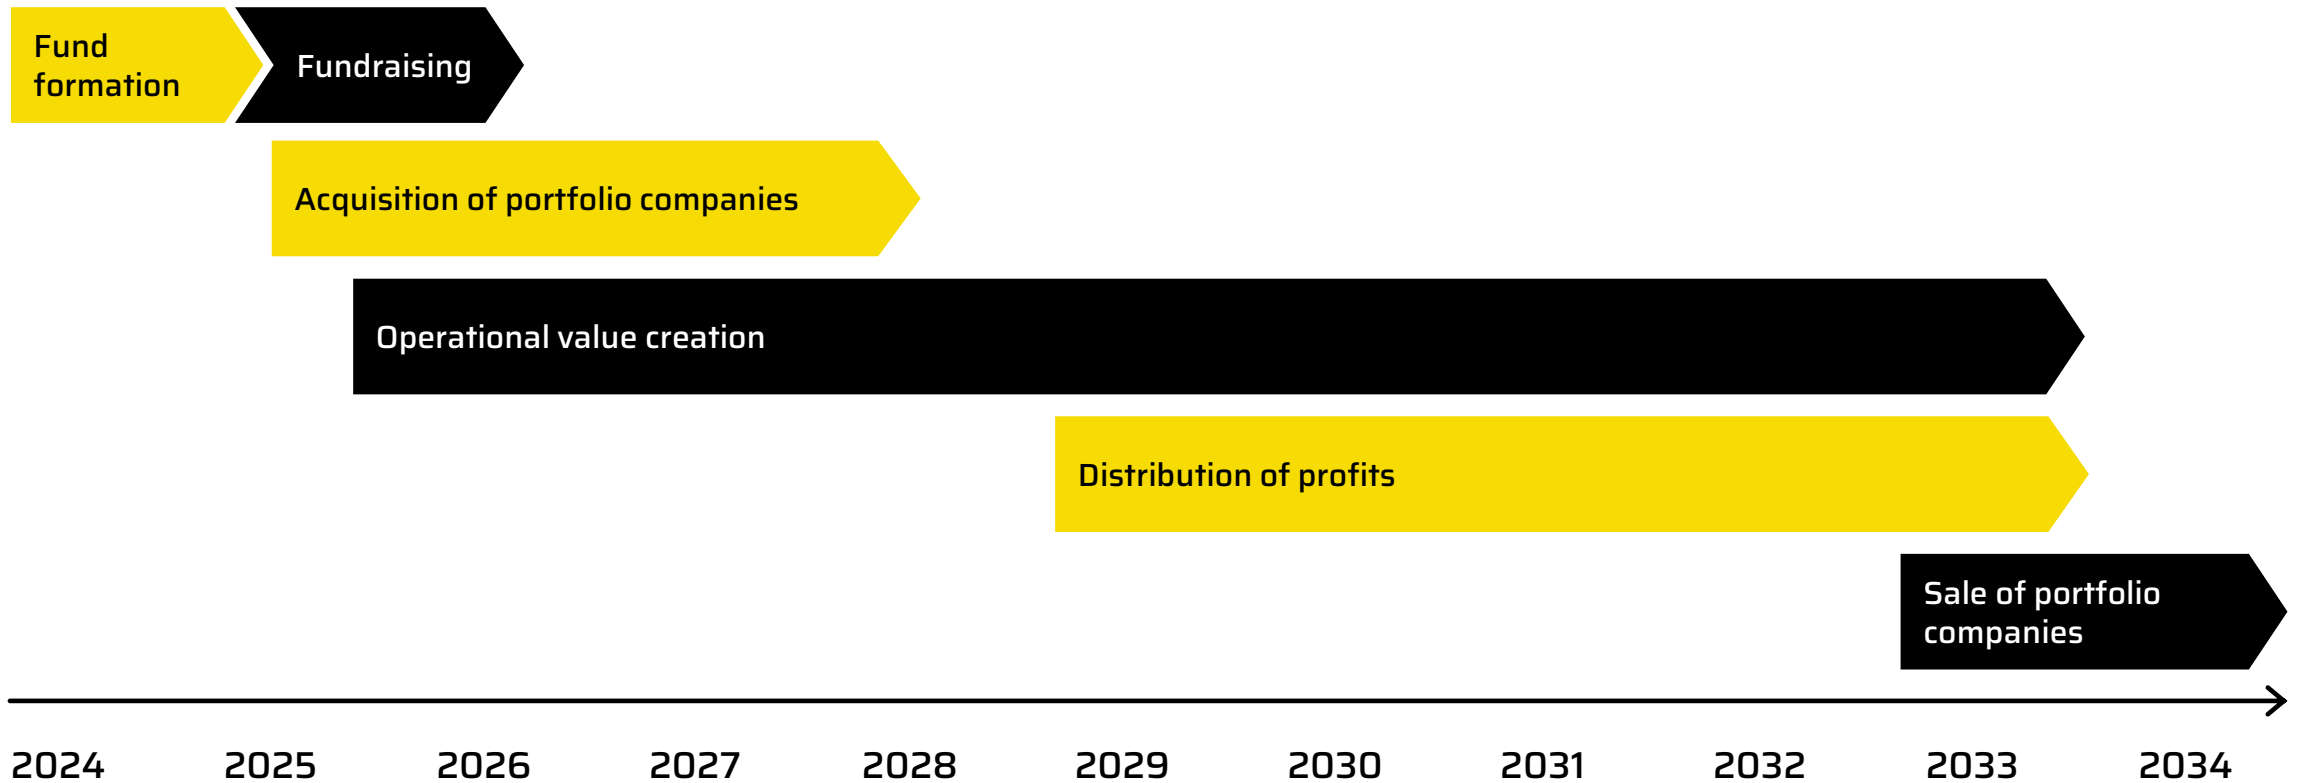 Fund
formation
Fundraising
Acquisition of portfolio companies
Operational value creation
Distribution of profits
Sale of portfolio
companies
2024 2025 2026 2027 2028 2029 2030 2031 2032 2033 2034